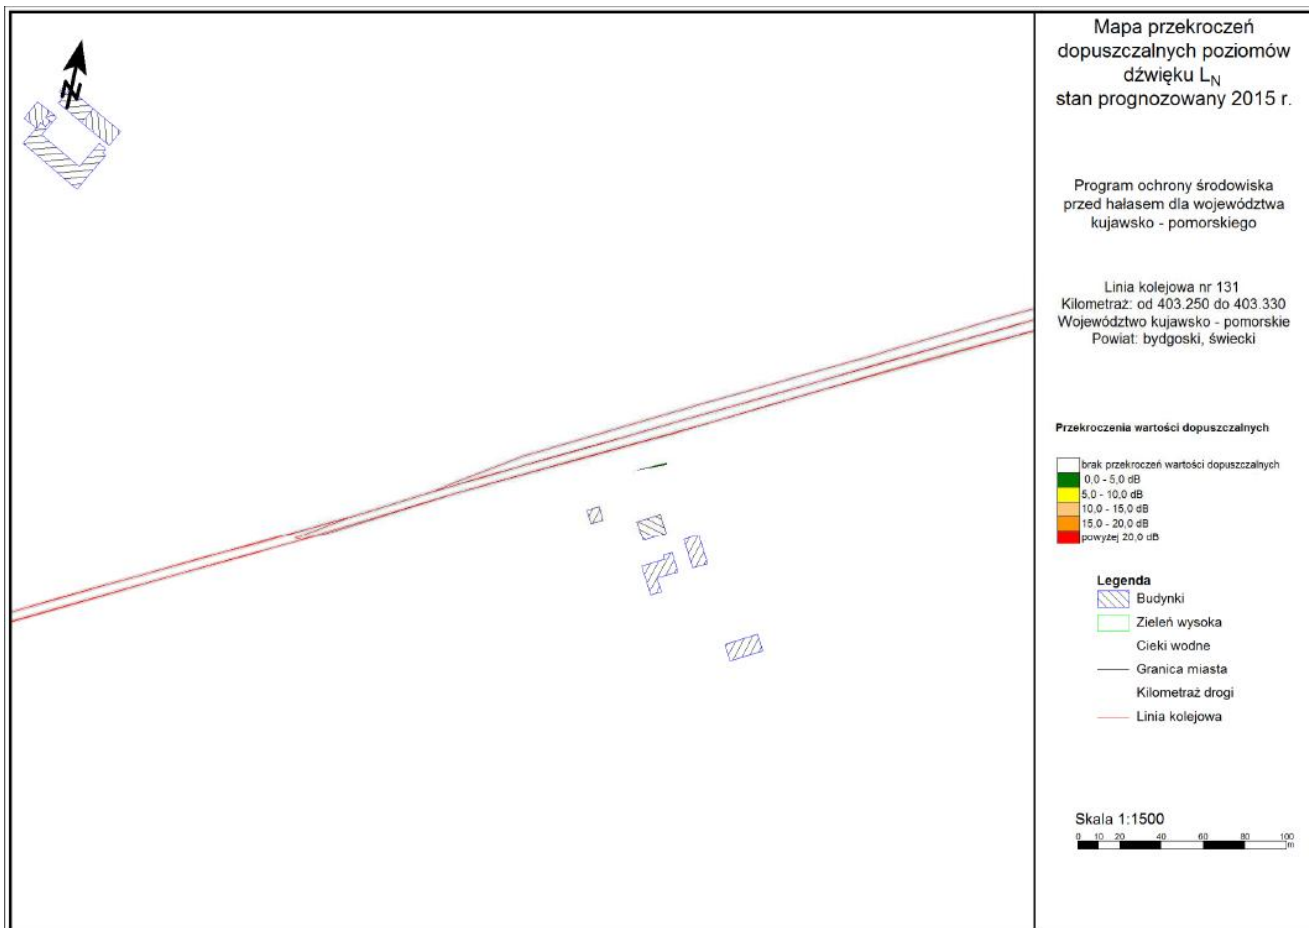 N
Mapa przekroczeń
dopuszczalnych poziomów
dźwięku LN
stan prognozowany 2015 r.
Program ochrony środowiska
przed hałasem dla województwa
kujawsko - pomorskiego
Linia kolejowa nr 131
Kilometraż: od 403.250 do 403.330
Województwo kujawsko - pomorskie
Powiat: bydgoski, świecki
Przekroczenia wartości dopuszczalnych
brak przekroczeń wartości dopuszczalnych
0,0 - 5,0 dB
5,0 - 10,0 dB
10,0 - 15,0 dB
15,0 - 20,0 dB
powyżej 20,0 dB
Legenda
Budynki
Zieleń wysoka
Cieki wodne
Granica miasta
Kilometraż drogi
Linia kolejowa
Skala 1:1500
0 10 20 40 60 80 100
m